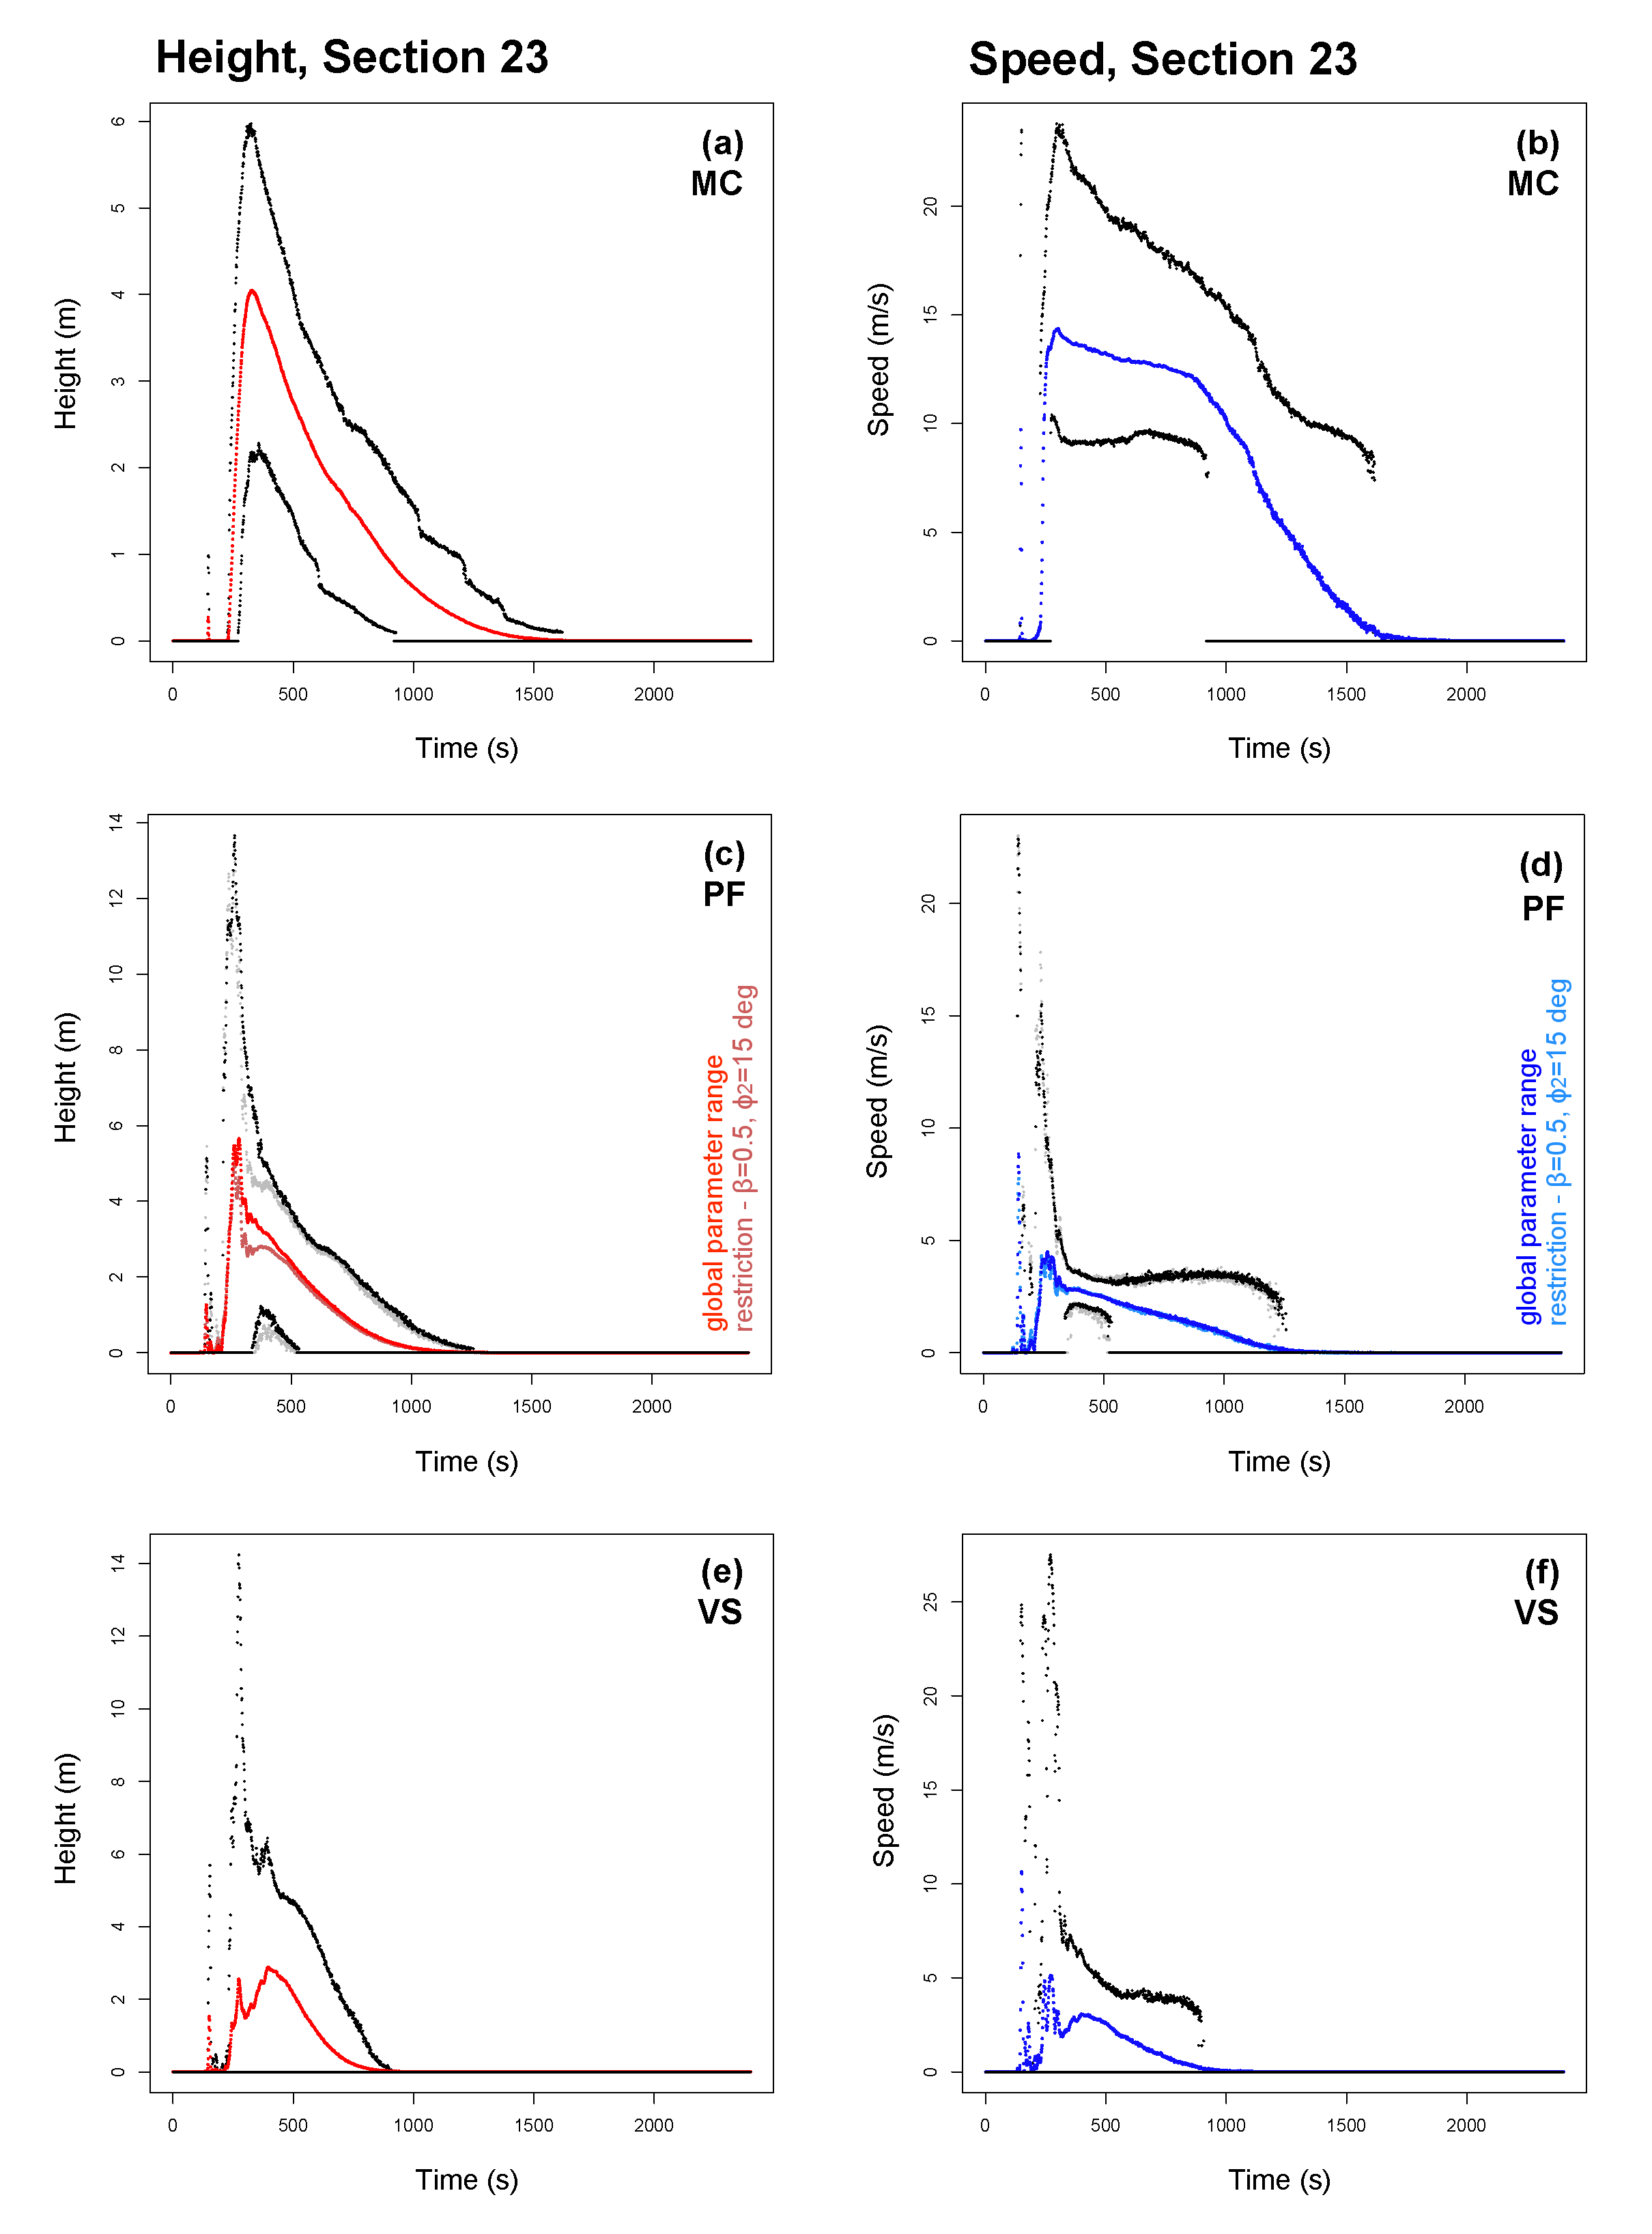 Height, Section 23
Speed, Section 23
(a)
MC
Height (m)
0 1 2 3 4 5 6
0 500 1000 1500 2000
Time (s)
(b)
MC
Speed (m/s)
0 5 10 15 20
0 500 1000 1500 2000
Time (s)
(c)
PF
Height (m)
0 2 4 6 8 10 12 14
global parameter range
restriction - β=0.5, ϕ2=15 deg
0 500 1000 1500 2000
Time (s)
(d)
PF
Speed (m/s)
0 5 10 15 20
global parameter range
restriction - β=0.5, ϕ2=15 deg
0 500 1000 1500 2000
Time (s)
(e)
VS
Height (m)
0 2 4 6 8 10 12 14
0 500 1000 1500 2000
Time (s)
(f)
VS
Speed (m/s)
0 5 10 15 20 25
0 500 1000 1500 2000
Time (s)